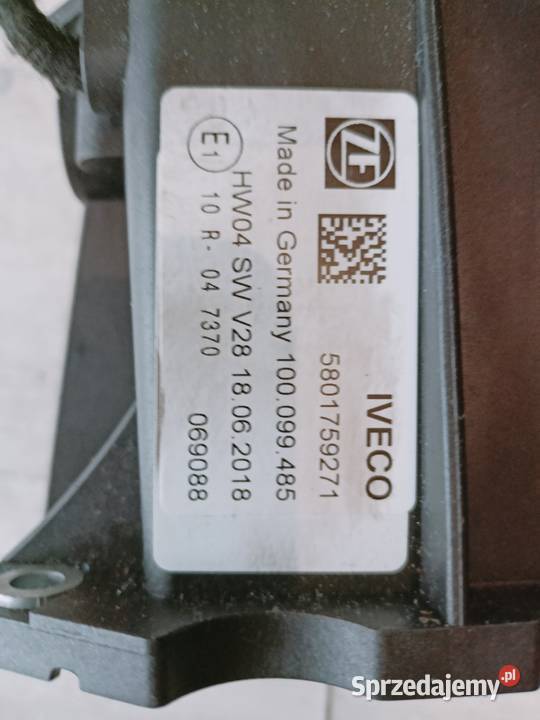 ZF
IVECO
5801759271
Made in Germany 100.099.485
HW04 SW V28 18.06.2018
E1 10 R- 04 7370 069088
Sprzedajemy.pl